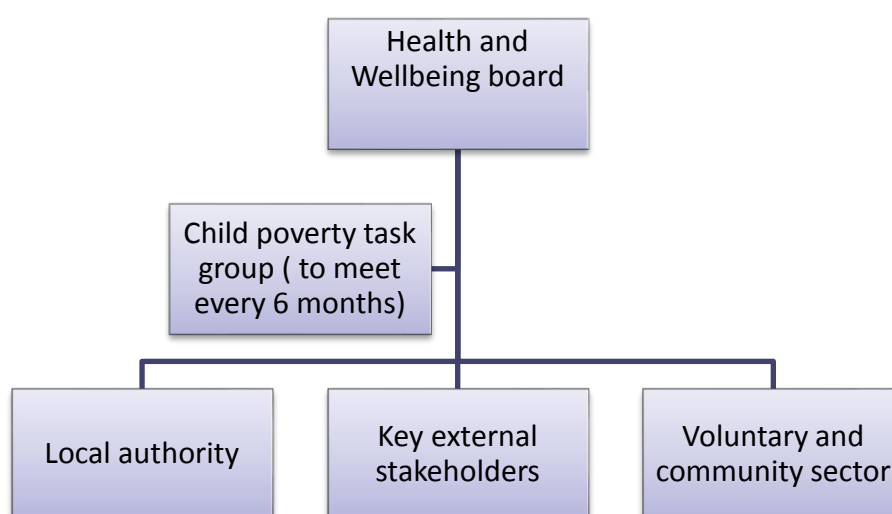 Health and
Wellbeing board
Child poverty task
group ( to meet
every 6 months)
Local authority
Key external
stakeholders
Voluntary and
community sector